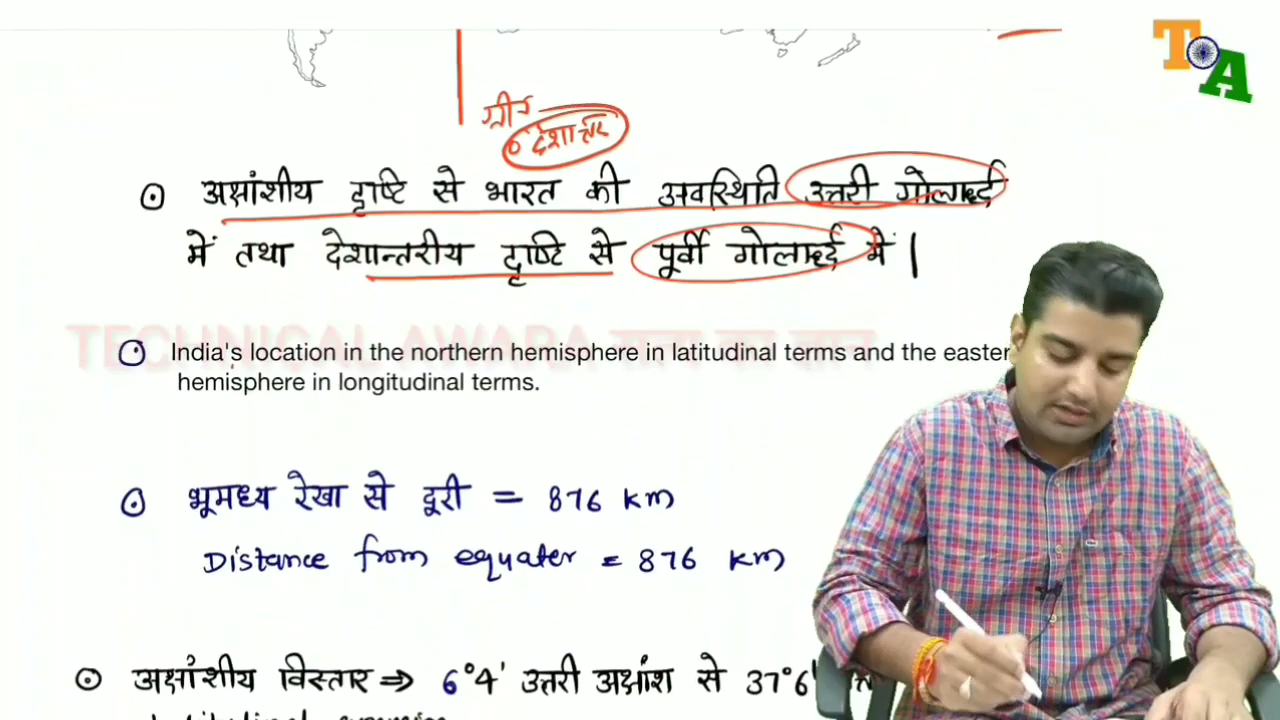 T A
ग्रीन
0 देशान्तर
अक्षांशीय दृष्टि से भारत की अवस्थिति उत्तरी गोलार्द्ध
में तथा देशान्तरीय दृष्टि से पूर्वी गोलार्द्ध में |
TECHNICAL AWARA
India's location in the northern hemisphere in latitudinal terms and the easter
hemisphere in longitudinal terms.
भूमध्य रेखा से दूरी = 876 km
Distance from equater = 876 km
अक्षांशीय विस्तार ⇒ 6°4' उत्तरी अक्षांश से 37°6'